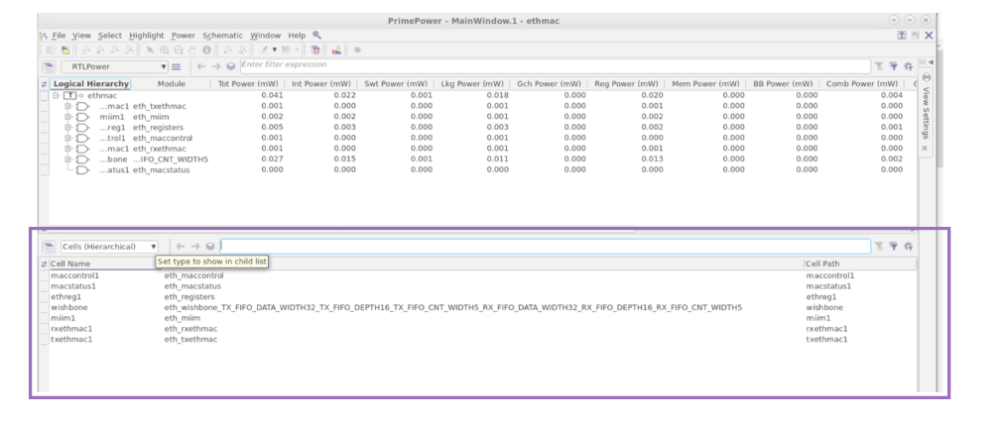 PrimePower - MainWindow.1 - ethmac
File View Select Highlight Power Schematic Window Help
RTLPower Enter filter expression
Logical Hierarchy Module Tot Power (mW) Int Power (mW) Swt Power (mW) Lkg Power (mW) Gch Power (mW) Reg Power (mW) Mem Power (mW) BB Power (mW) Comb Power (mW)
ethmac 0.041 0.022 0.001 0.018 0.000 0.020 0.000 0.000 0.004
...mac1 eth_txethmac 0.001 0.000 0.000 0.001 0.000 0.001 0.000 0.000 0.000
miim1 eth_miim 0.002 0.002 0.000 0.001 0.000 0.002 0.000 0.000 0.000
...reg1 eth_registers 0.005 0.003 0.000 0.003 0.000 0.002 0.000 0.000 0.001
...trol1 eth_maccontrol 0.001 0.000 0.000 0.001 0.000 0.000 0.000 0.000 0.000
...mac1 eth_rxethmac 0.001 0.000 0.000 0.001 0.000 0.001 0.000 0.000 0.000
...bone ...IFO_CNT_WIDTH5 0.027 0.015 0.001 0.011 0.000 0.013 0.000 0.000 0.002
...atus1 eth_macstatus 0.000 0.000 0.000 0.000 0.000 0.000 0.000 0.000 0.000
View Settings
Cells (Hierarchical)
Set type to show in child list
Cell Name Cell Path
maccontrol1 eth_maccontrol maccontrol1
macstatus1 eth_macstatus macstatus1
ethreg1 eth_registers ethreg1
wishbone eth_wishbone_TX_FIFO_DATA_WIDTH32_TX_FIFO_DEPTH16_TX_FIFO_CNT_WIDTH5_RX_FIFO_DATA_WIDTH32_RX_FIFO_DEPTH16_RX_FIFO_CNT_WIDTH5 wishbone
miim1 eth_miim miim1
rxethmac1 eth_rxethmac rxethmac1
txethmac1 eth_txethmac txethmac1